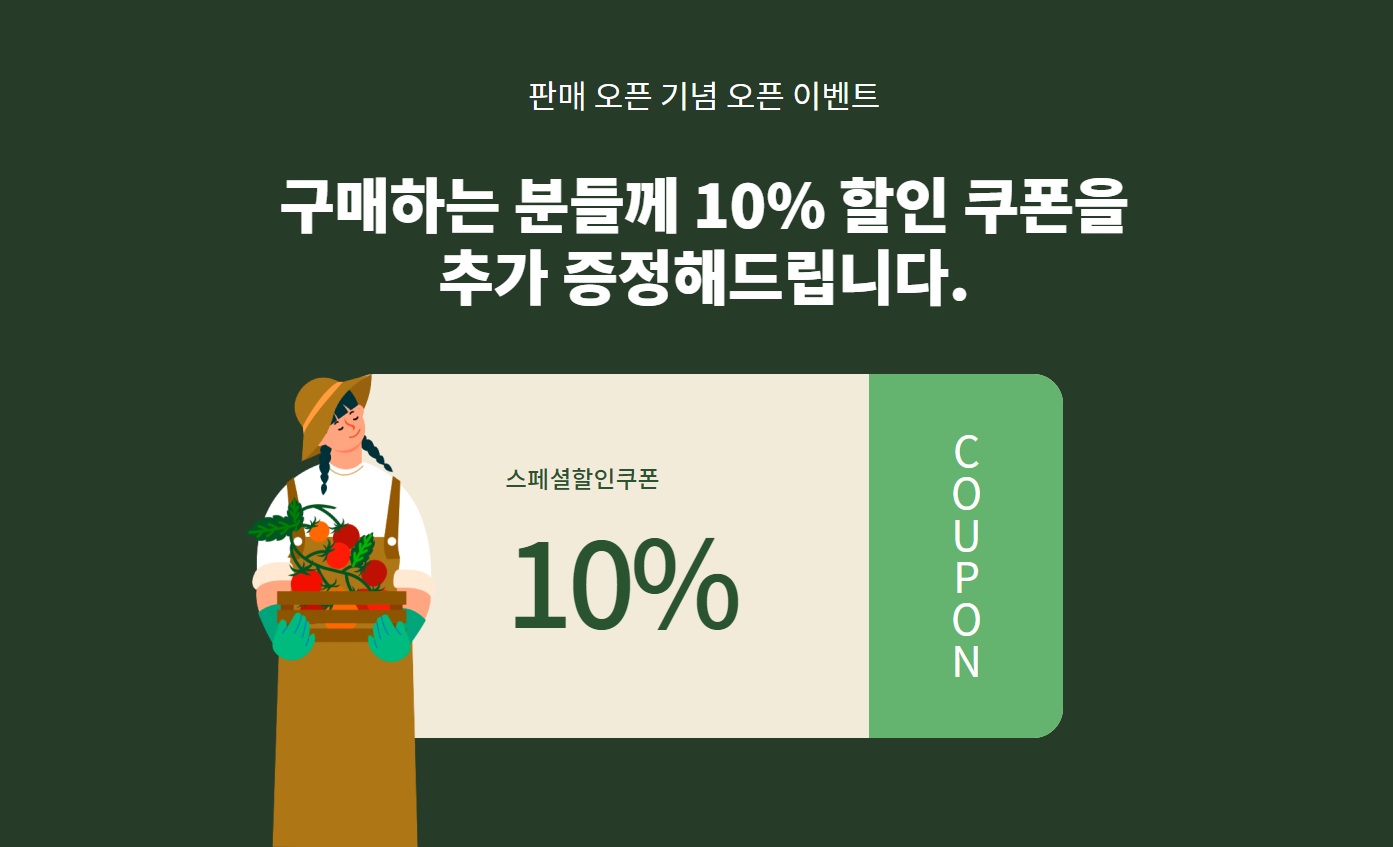 판매 오픈 기념 오픈 이벤트
구매하는 분들께 10% 할인 쿠폰을
추가 증정해드립니다.
스페셜할인쿠폰
10%
COUPON